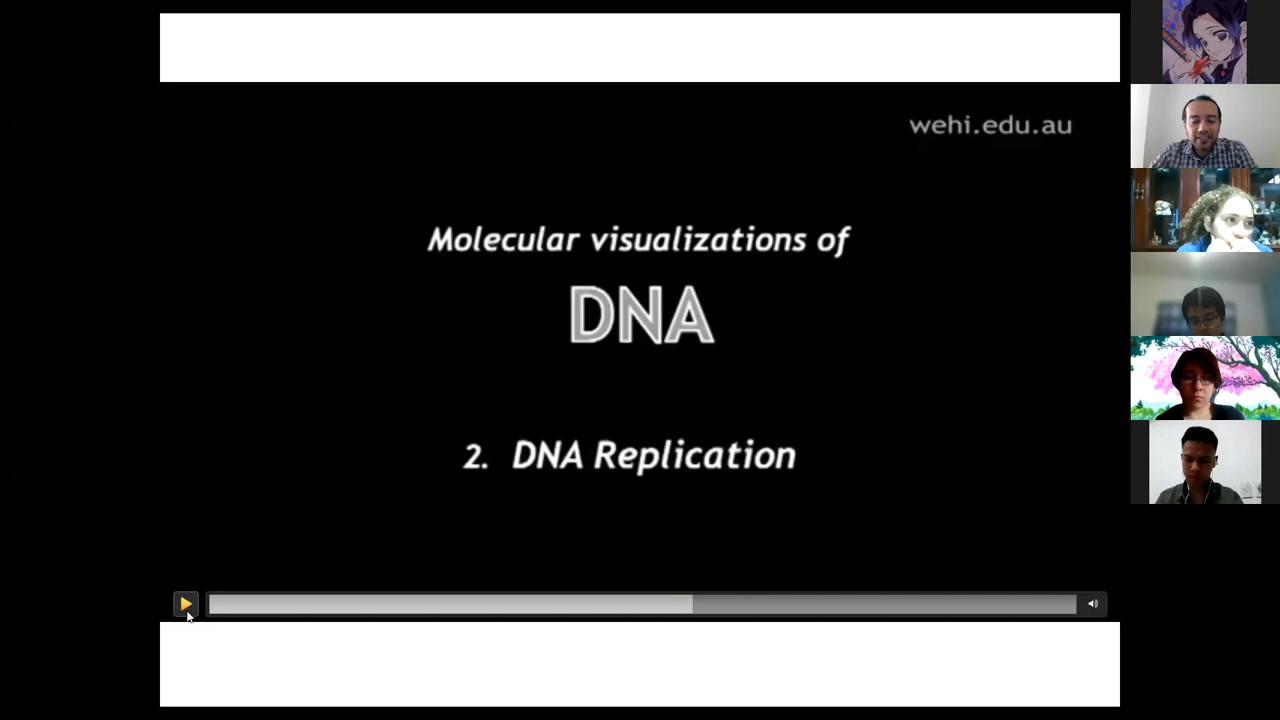 wehi.edu.au
Molecular visualizations of
DNA
2. DNA Replication